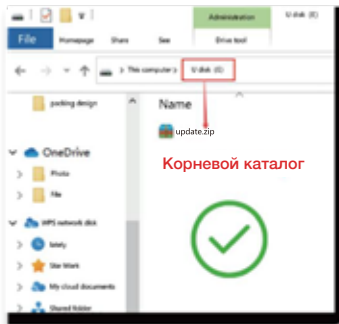 Administration
U disk (E)
File
Homepage
Share
See
Drive tool
This computer
U disk (E)
packing design
Name
update.zip
OneDrive
Корневой каталог
Photo
File
WPS network disk
lately
Star Mark
My cloud documents
Shared folder